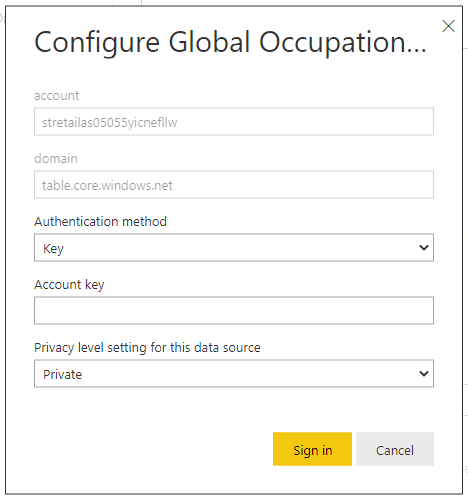 Configure Global Occupation...
account
stretailas05055yicnefllw
domain
table.core.windows.net
Authentication method
Key
Account key
Privacy level setting for this data source
Private
Sign in
Cancel